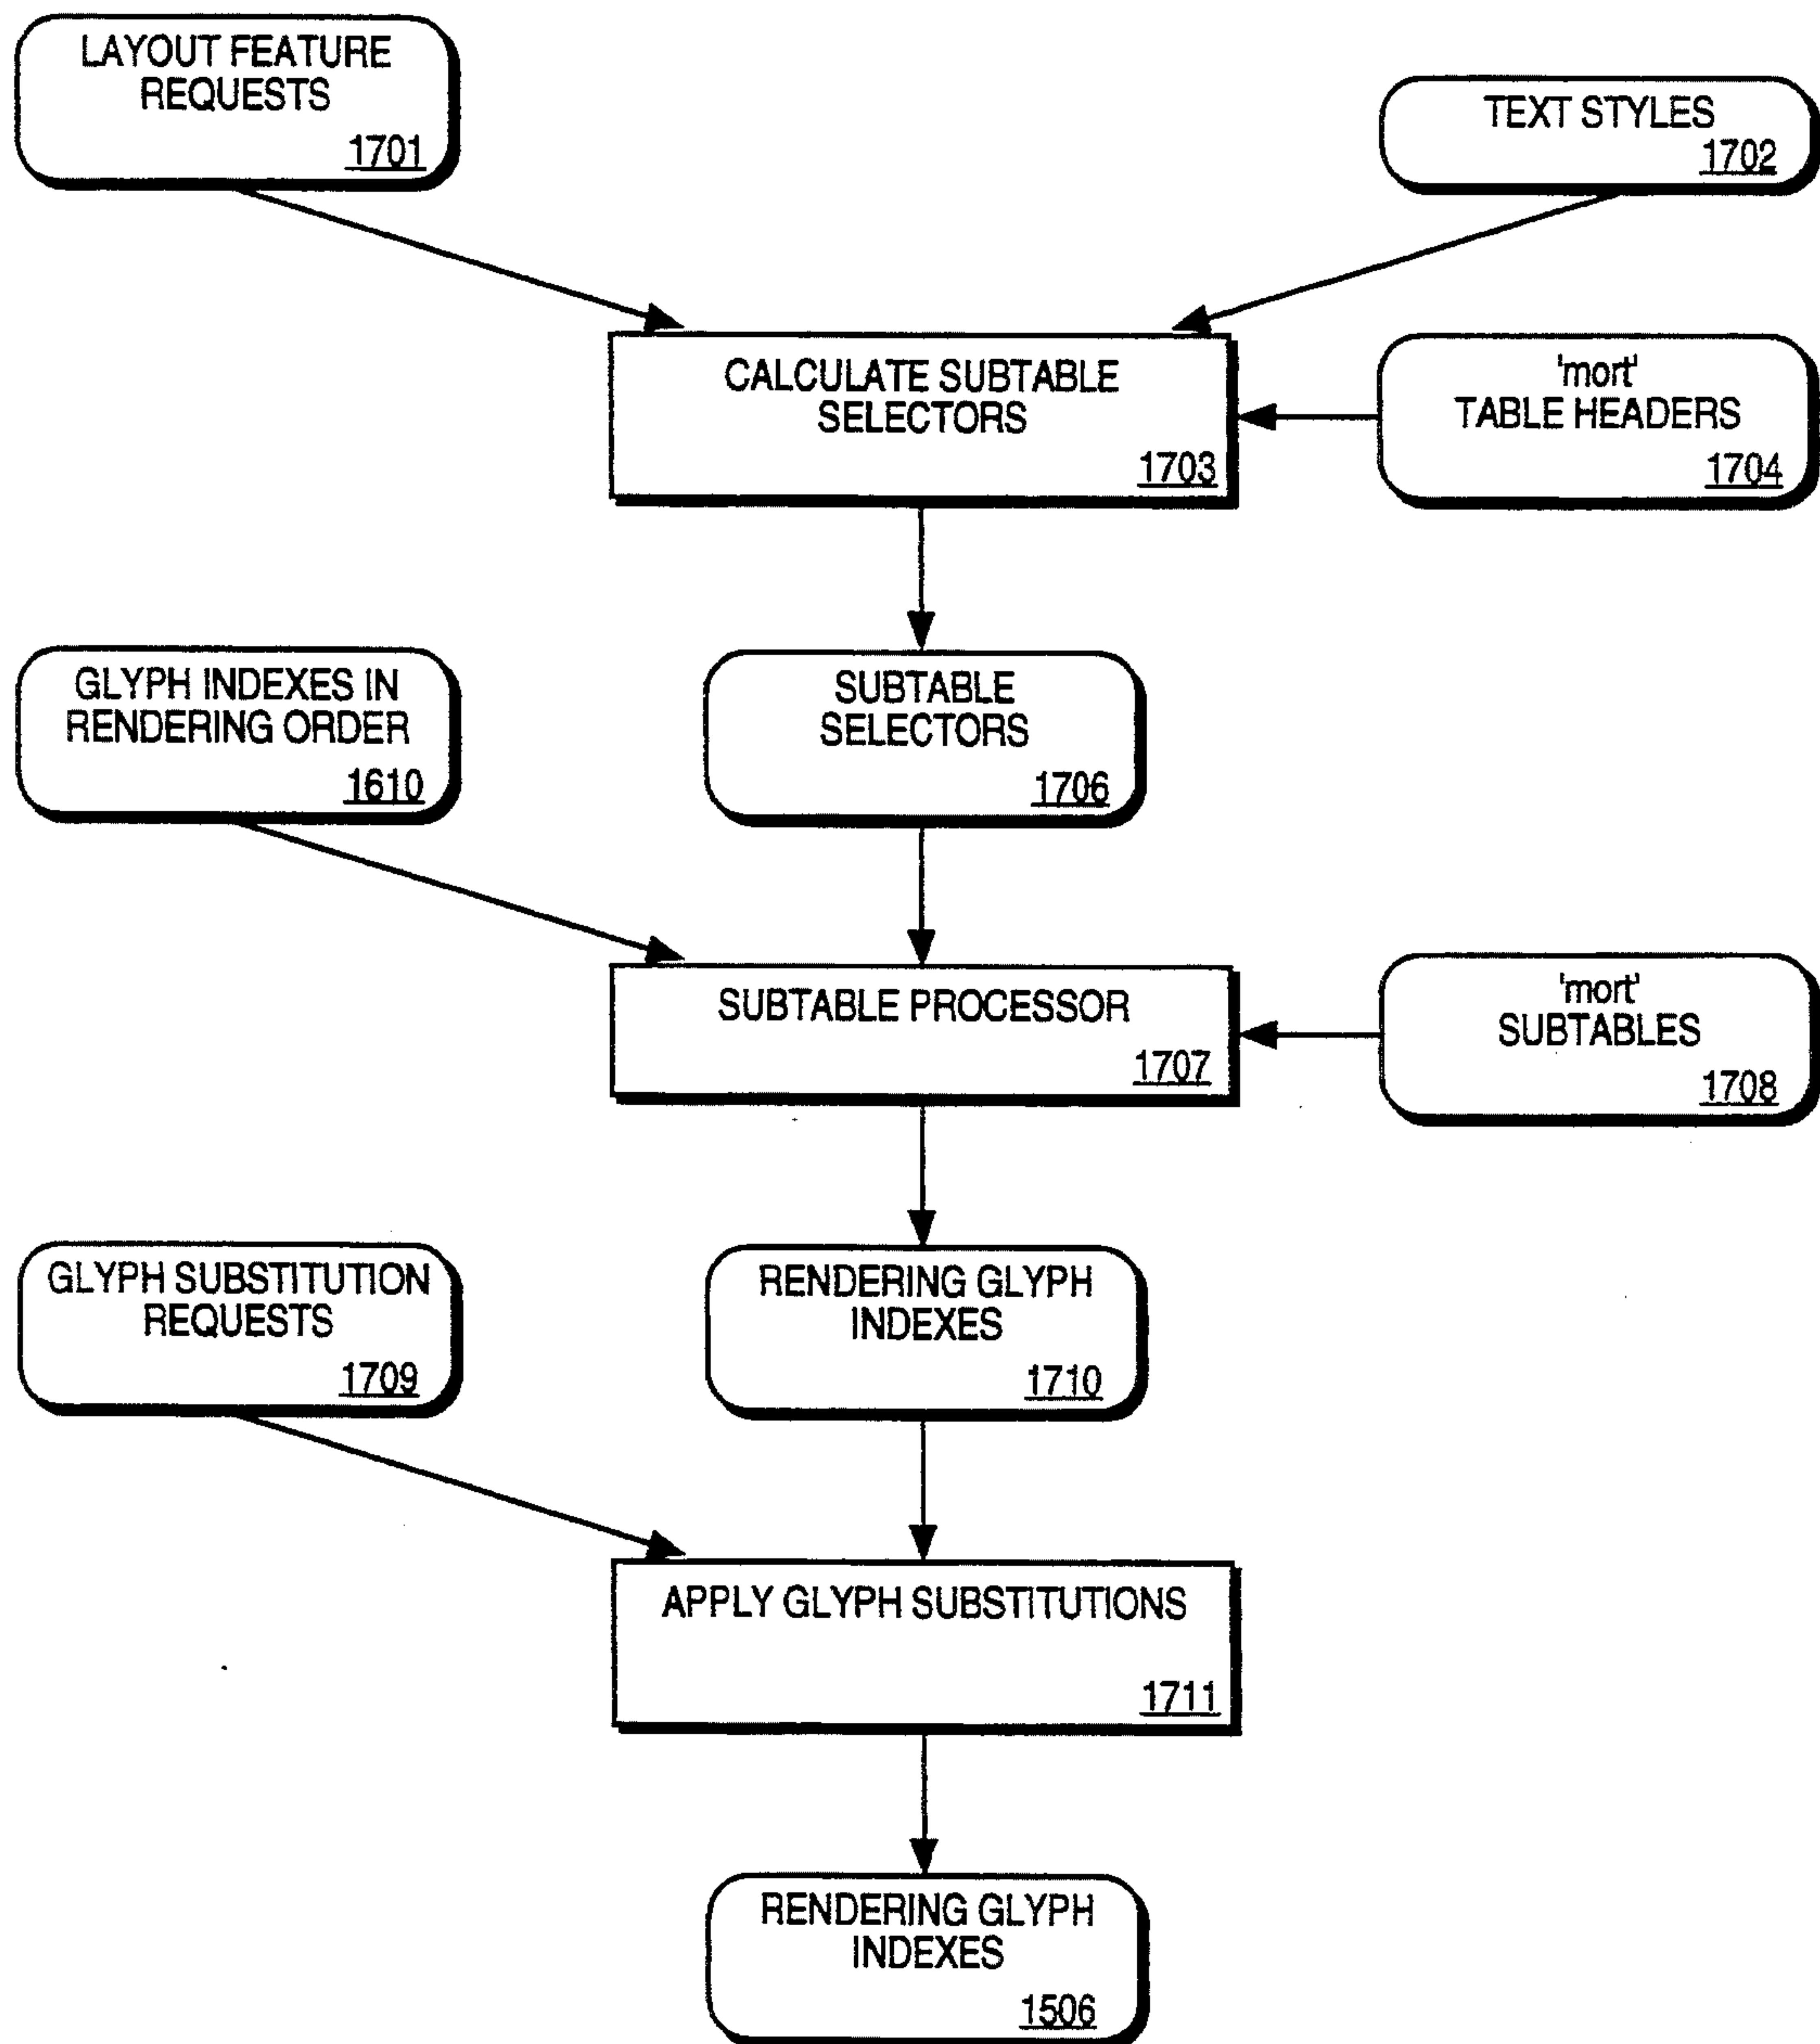 LAYOUT FEATURE
REQUESTS
1701
TEXT STYLES
1702
CALCULATE SUBTABLE
SELECTORS
1703
'mort'
TABLE HEADERS
1704
GLYPH INDEXES IN
RENDERING ORDER
1610
SUBTABLE
SELECTORS
1706
SUBTABLE PROCESSOR
1707
'mort'
SUBTABLES
1708
GLYPH SUBSTITUTION
REQUESTS
1709
RENDERING GLYPH
INDEXES
1710
APPLY GLYPH SUBSTITUTIONS
1711
RENDERING GLYPH
INDEXES
1506